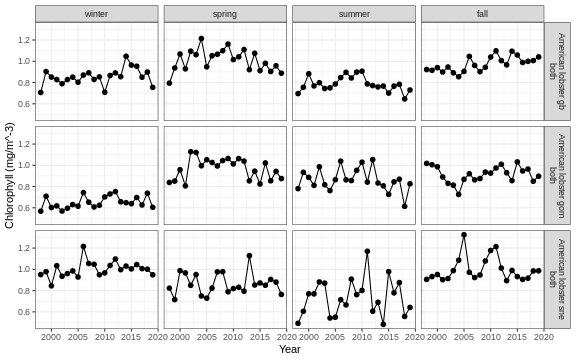 winter spring summer fall
1.2
1.0
0.8
0.6
American lobster gb
both
1.2
1.0
0.8
0.6
American lobster gom
both
1.2
1.0
0.8
0.6
American lobster sne
both
Chlorophyll (mg/m^-3)
2000 2005 2010 2015 2020 2000 2005 2010 2015 2020 2000 2005 2010 2015 2020 2000 2005 2010 2015 2020
Year